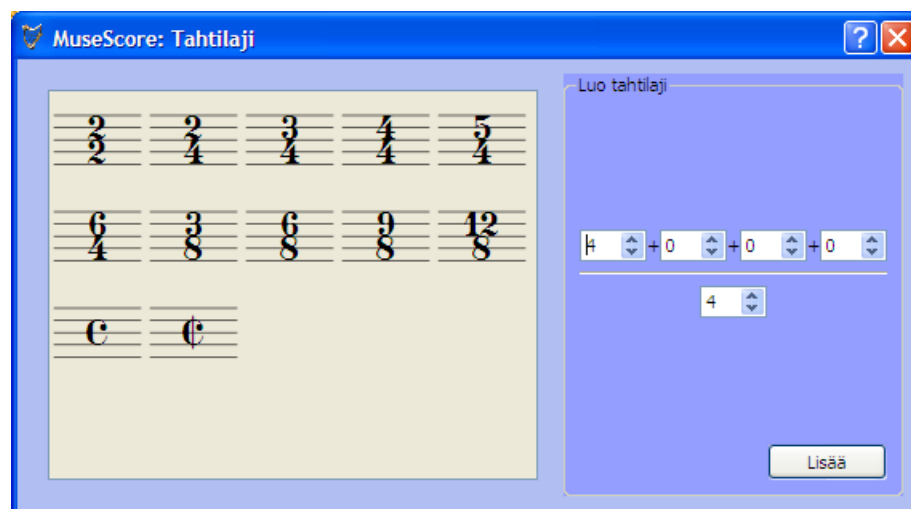 MuseScore: Tahtilaji
Luo tahtilaji
2 2 3 4 5
2 4 4 4 4
6 3 6 9 12
4 8 8 8 8
4 + 0 + 0 + 0
4
Lisää